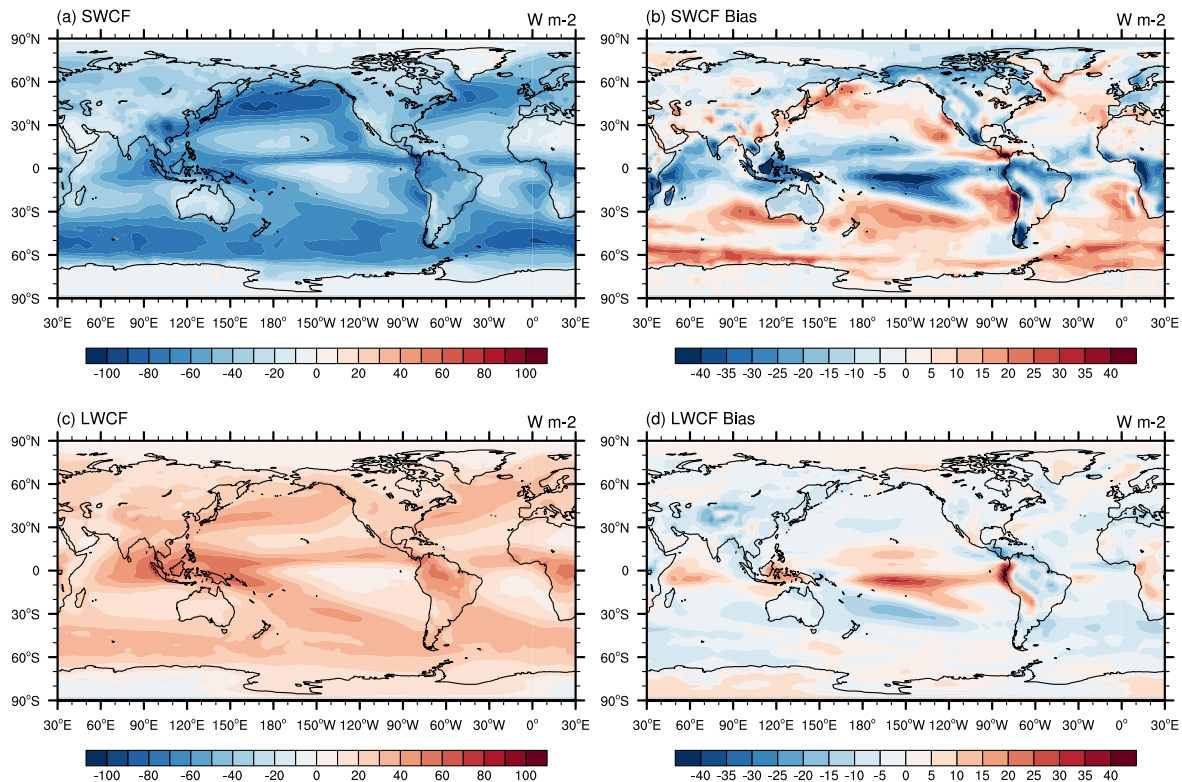 (a) SWCF W m-2
90°N
60°N
30°N
0
30°S
60°S
90°S
30°E 60°E 90°E 120°E 150°E 180° 150°W 120°W 90°W 60°W 30°W 0° 30°E
-100 -80 -60 -40 -20 0 20 40 60 80 100
(b) SWCF Bias W m-2
90°N
60°N
30°N
0
30°S
60°S
90°S
30°E 60°E 90°E 120°E 150°E 180° 150°W 120°W 90°W 60°W 30°W 0° 30°E
-40 -35 -30 -25 -20 -15 -10 -5 0 5 10 15 20 25 30 35 40
(c) LWCF W m-2
90°N
60°N
30°N
0
30°S
60°S
90°S
30°E 60°E 90°E 120°E 150°E 180° 150°W 120°W 90°W 60°W 30°W 0° 30°E
-100 -80 -60 -40 -20 0 20 40 60 80 100
(d) LWCF Bias W m-2
90°N
60°N
30°N
0
30°S
60°S
90°S
30°E 60°E 90°E 120°E 150°E 180° 150°W 120°W 90°W 60°W 30°W 0° 30°E
-40 -35 -30 -25 -20 -15 -10 -5 0 5 10 15 20 25 30 35 40